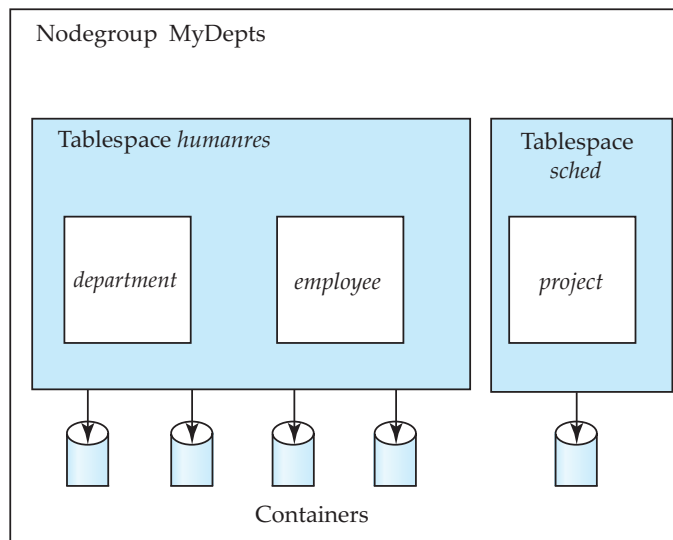 Nodegroup MyDepts
Tablespace humanres
Tablespace
sched
department
employee
project
Containers